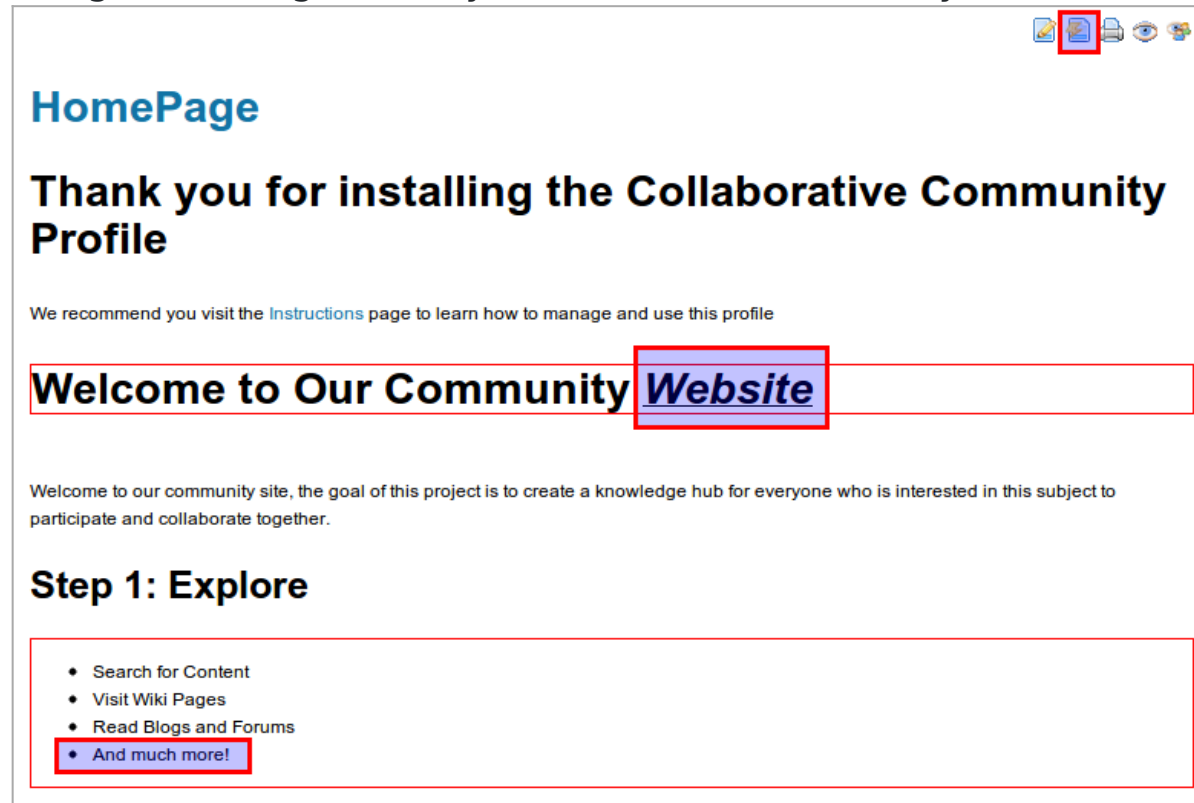 HomePage
Thank you for installing the Collaborative Community
Profile
We recommend you visit the Instructions page to learn how to manage and use this profile
Welcome to Our Community Website
Welcome to our community site, the goal of this project is to create a knowledge hub for everyone who is interested in this subject to
participate and collaborate together.
Step 1: Explore
Search for Content
Visit Wiki Pages
Read Blogs and Forums
And much more!